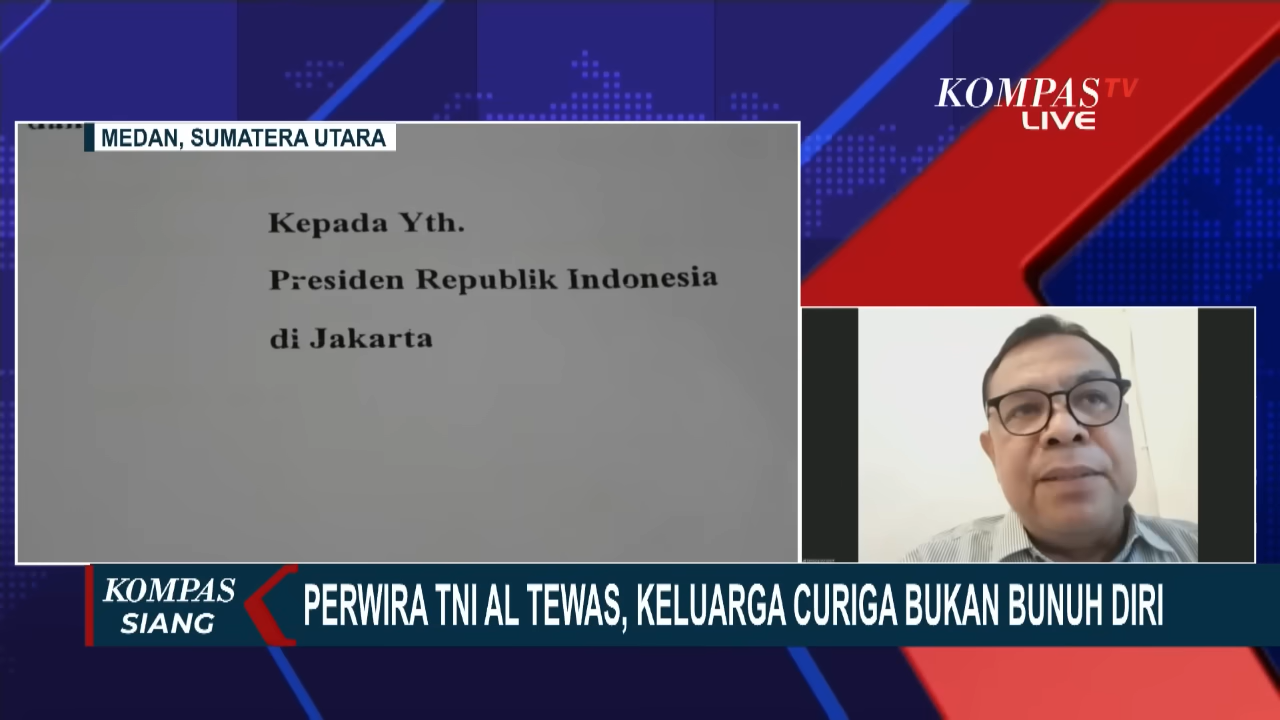 KOMPAS TV
LIVE
MEDAN, SUMATERA UTARA
Kepada Yth.
Presiden Republik Indonesia
di Jakarta
KOMPAS
SIANG
PERWIRA TNI AL TEWAS, KELUARGA CURIGA BUKAN BUNUH DIRI